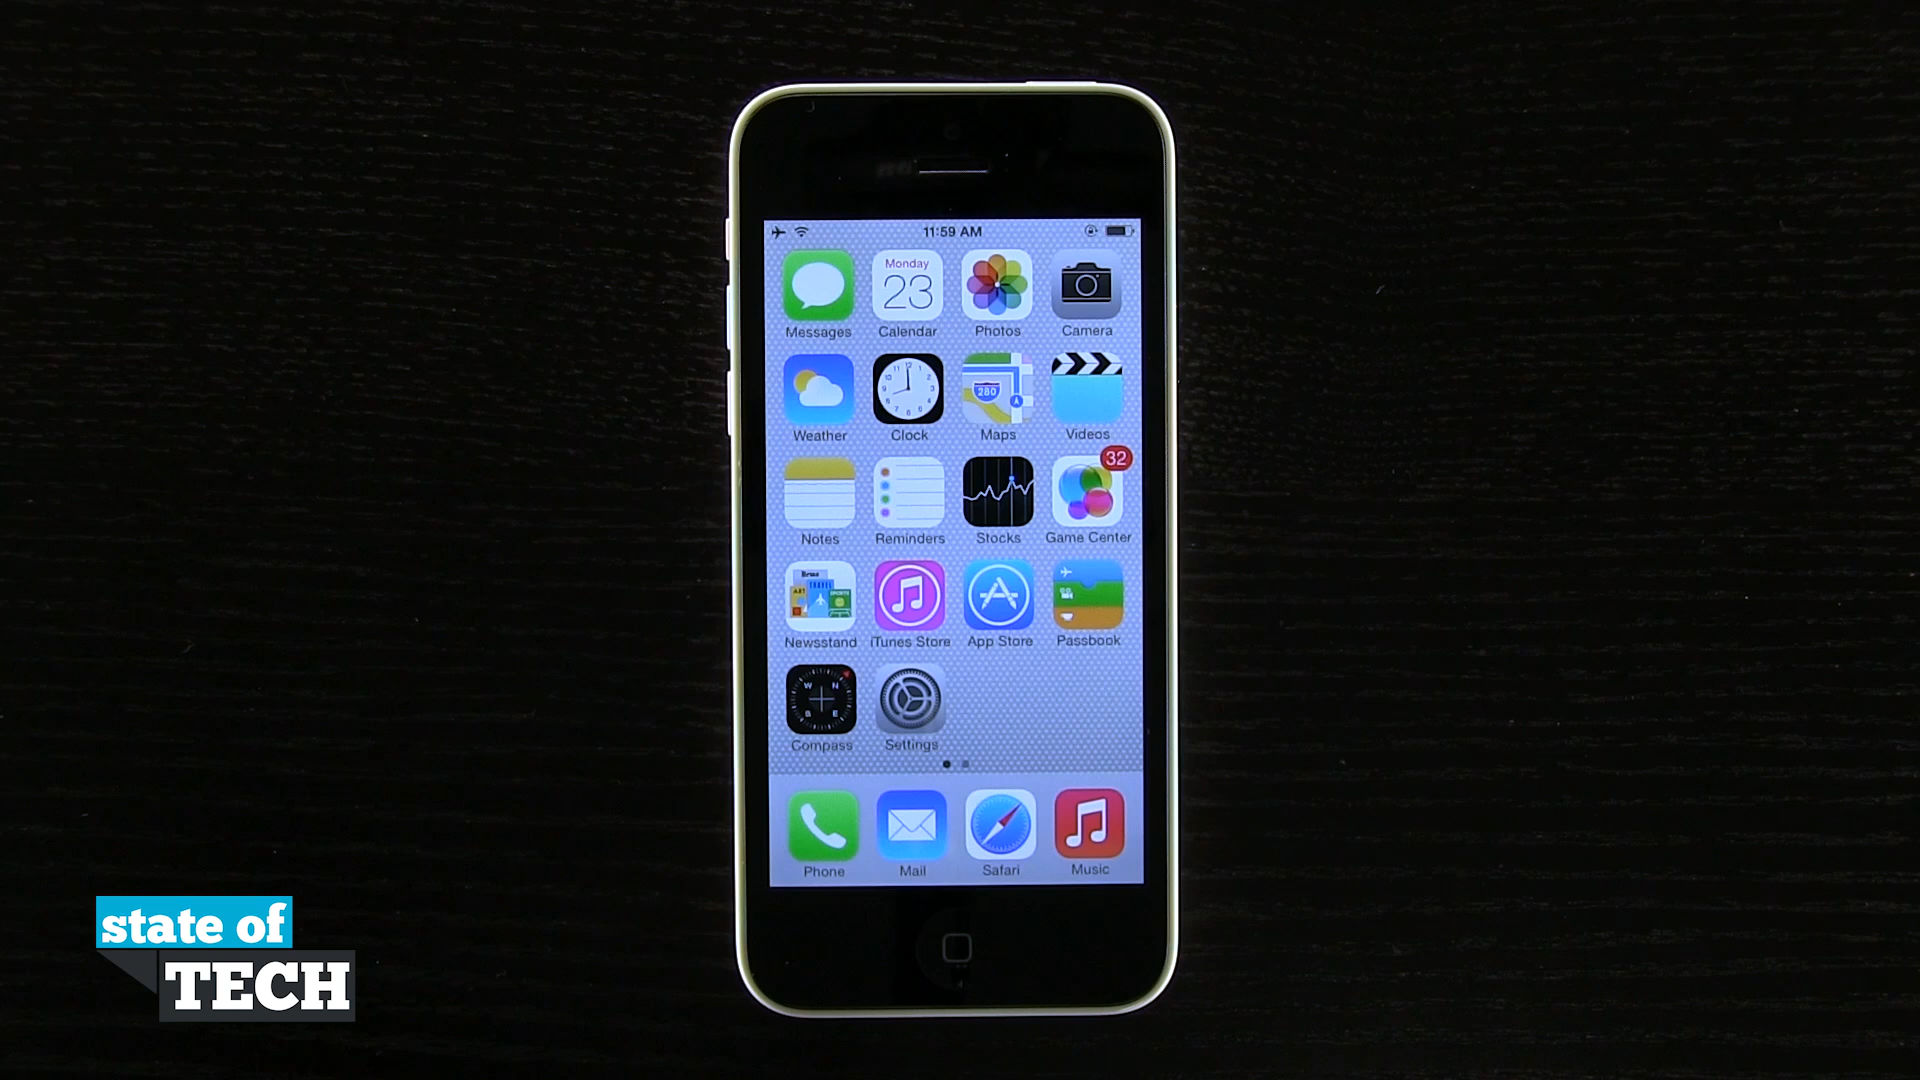 11:59 AM
Monday
23
Messages Calendar Photos Camera
280
Weather Clock Maps Videos
32
Notes Reminders Stocks Game Center
Newsstand iTunes Store App Store Passbook
W N
E
Compass Settings
Phone Mail Safari Music
state of
TECH